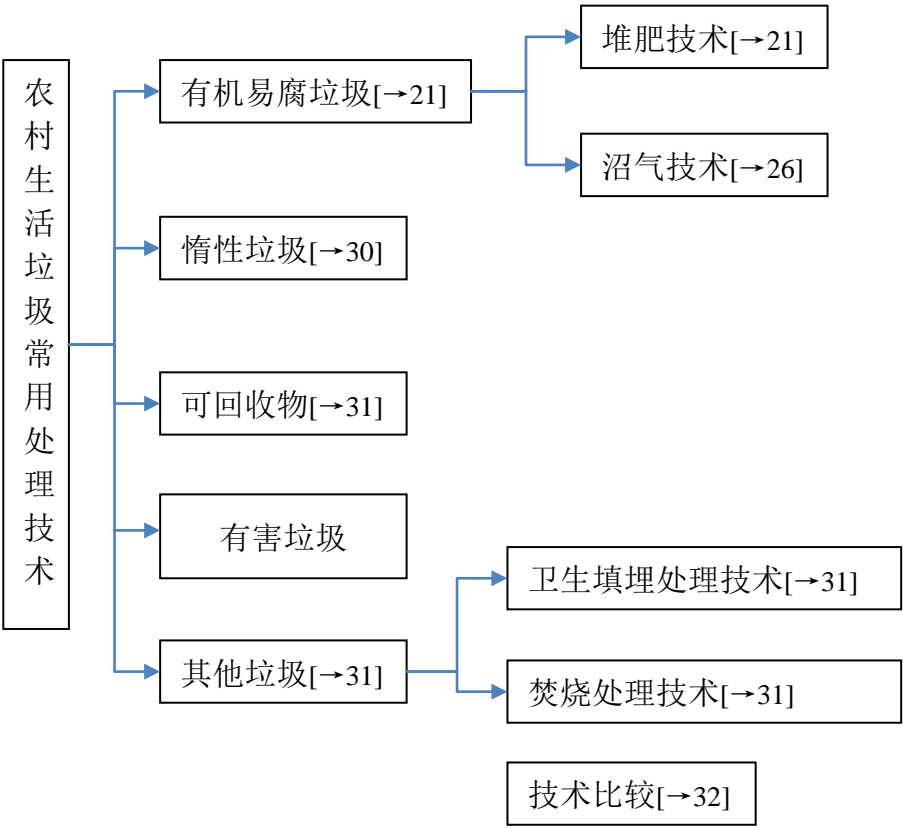 农村生活垃圾常用处理技术
有机易腐垃圾[→21]
堆肥技术[→21]
沼气技术[→26]
惰性垃圾[→30]
可回收物[→31]
有害垃圾
其他垃圾[→31]
卫生填埋处理技术[→31]
焚烧处理技术[→31]
技术比较[→32]